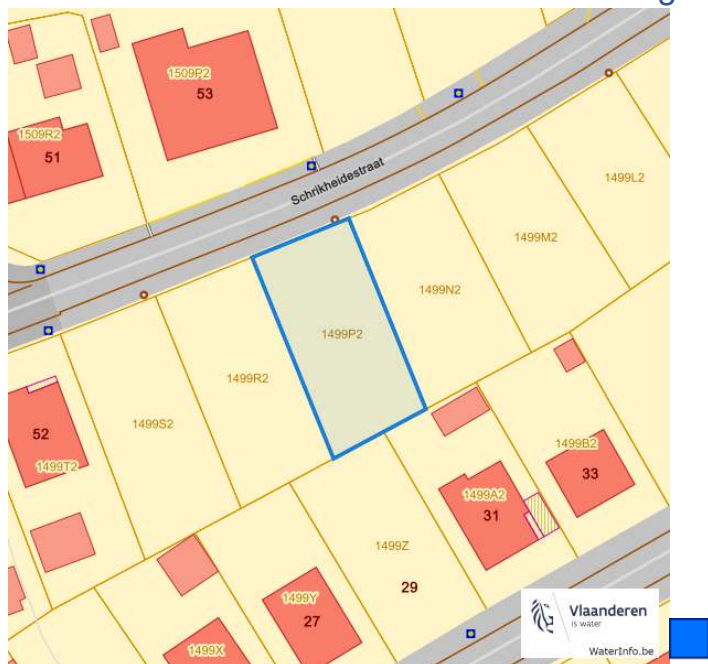 1509P2
53
1509R2
51
Schrikheidestraat
1499L2
1499M2
1499N2
1499P2
1499R2
1499S2
52
1499T2
1499B2
33
1499A2
31
1499Z
29
1499Y
27
1499X
Vlaanderen
is water
WaterInfo.be